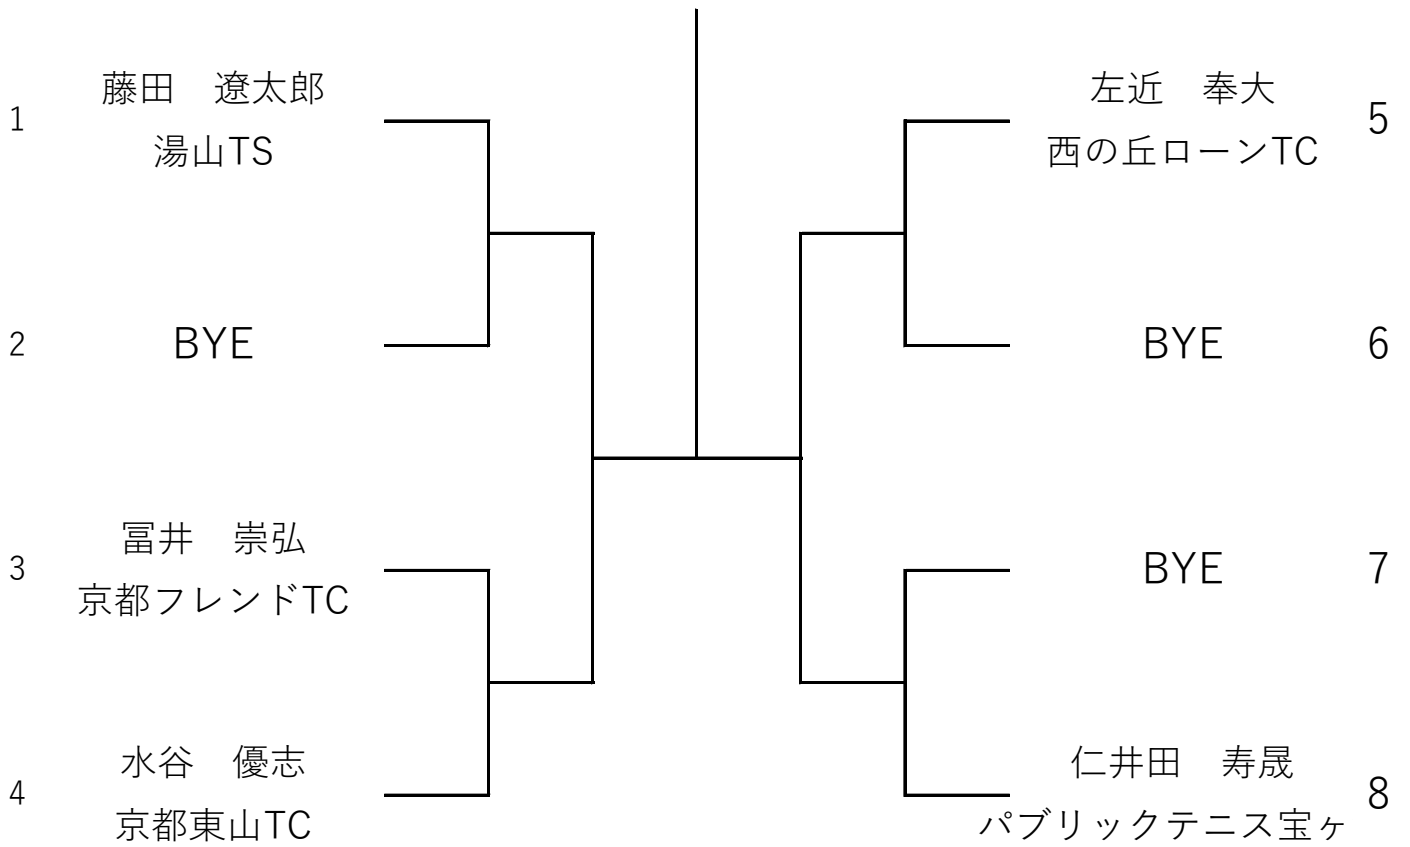 1
藤田　遼太郎
湯山TS
2
BYE
3
冨井　崇弘
京都フレンドTC
4
水谷　優志
京都東山TC
左近　奉大
西の丘ローンTC
5
BYE
6
BYE
7
仁井田　寿晟
パブリックテニス宝ヶ
8